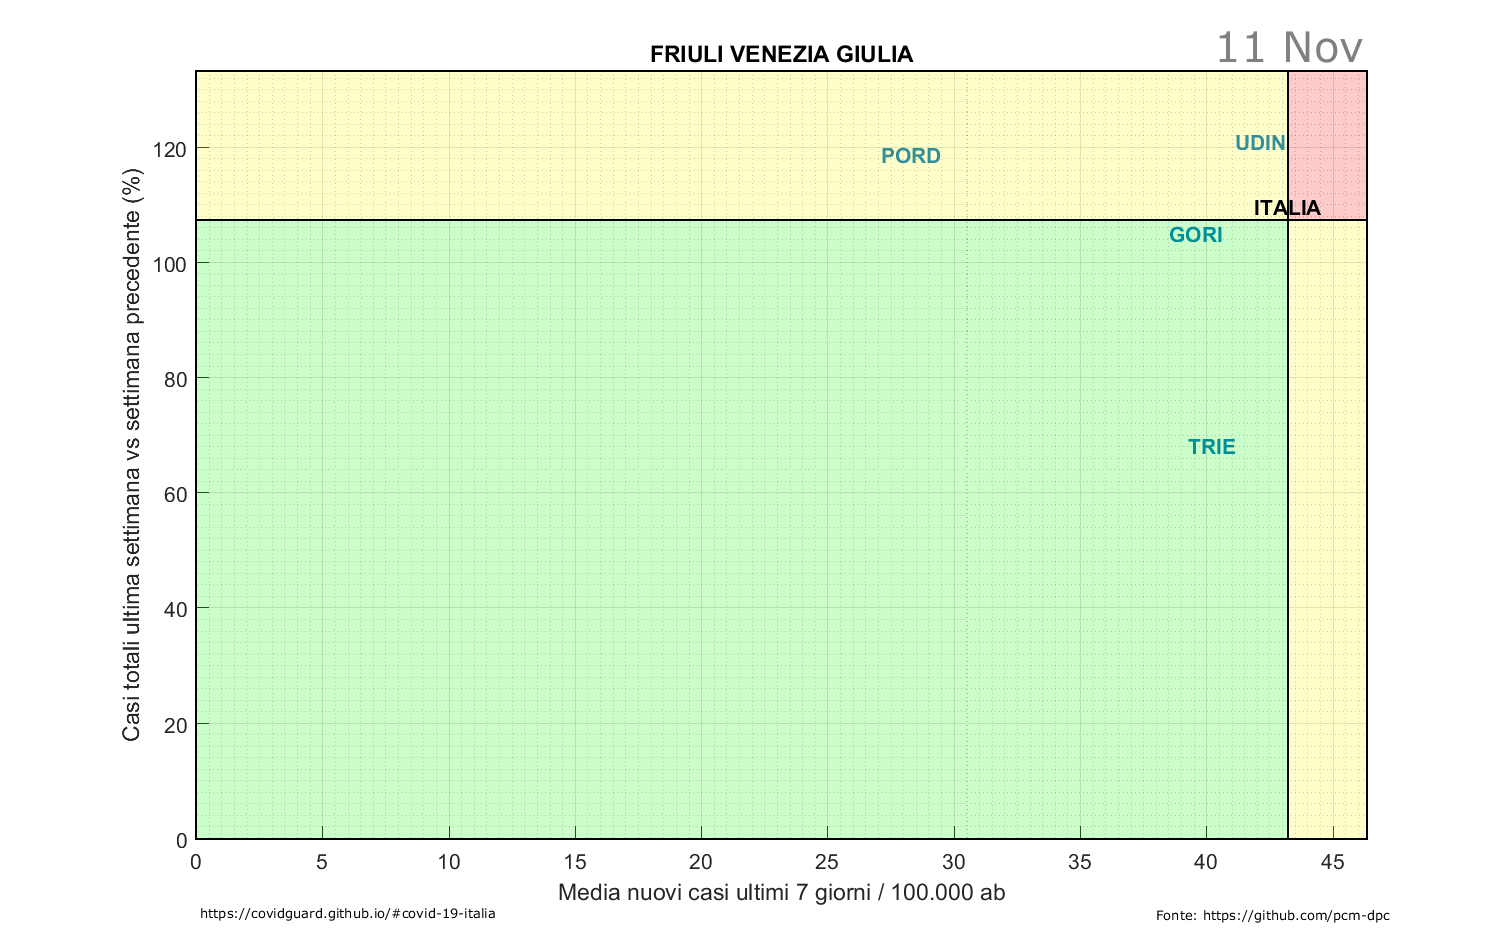 11 Nov
FRIULI VENEZIA GIULIA
Casi totali ultima settimana vs settimana precedente (%)
120
100
80
60
40
20
0
UDIN
PORD
ITALIA
GORI
TRIE
0 5 10 15 20 25 30 35 40 45
Media nuovi casi ultimi 7 giorni / 100.000 ab
https://covidguard.github.io/#covid-19-italia
Fonte: https://github.com/pcm-dpc